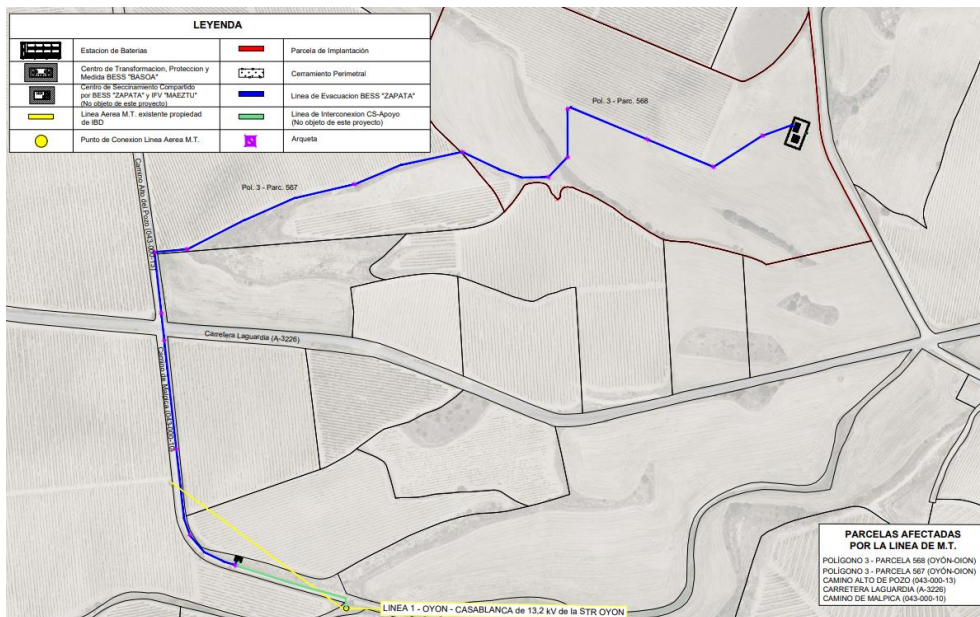 LEYENDA
Estacion de Baterias
Parcela de Implantación
Centro de Transformacion, Proteccion y
Medida BESS "BASOA"
Cerramiento Perimetral
Centro de Seccinamiento Compartido
por BESS "ZAPATA" y IFV "MAEZTU"
(No objeto de este proyecto)
Linea de Evacuacion BESS "ZAPATA"
Linea Aerea M.T. existente propiedad
de IBD
Linea de Interconexion CS-Apoyo
(No objeto de este proyecto)
Punto de Conexion Linea Aerea M.T.
Arqueta
Pol. 3 - Parc. 568
Pol. 3 - Parc. 567
Camino Alto del Pozo (043-000-13)
Carretera Laguardia (A-3226)
Camino de Malpica (043-000-10)
LINEA 1 - OYON - CASABLANCA de 13,2 kV de la STR OYON
PARCELAS AFECTADAS
POR LA LINEA DE M.T.
POLÍGONO 3 - PARCELA 568 (OYÓN-OION)
POLÍGONO 3 - PARCELA 567 (OYÓN-OION)
CAMINO ALTO DE POZO (043-000-13)
CARRETERA LAGUARDIA (A-3226)
CAMINO DE MALPICA (043-000-10)